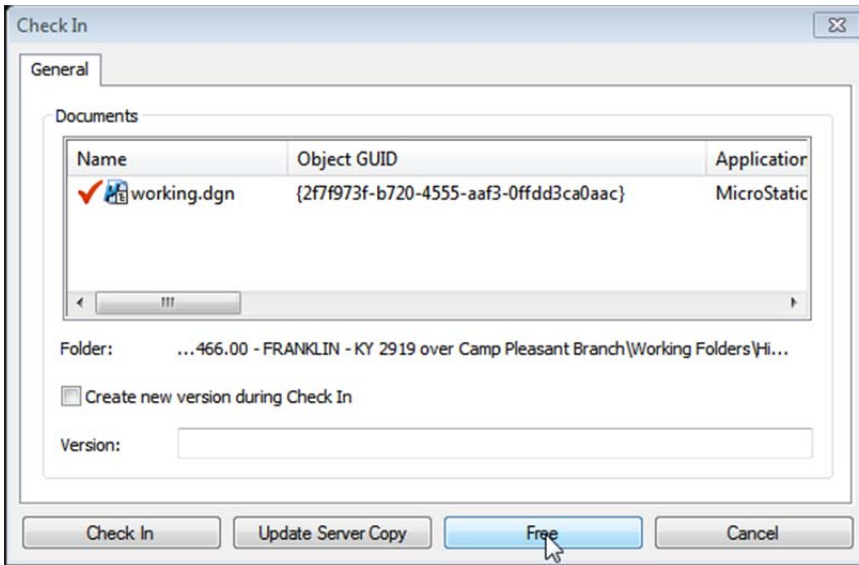 Check In
General
Documents
Name Object GUID Application
working.dgn {2f7f973f-b720-4555-aaf3-0ffdd3ca0aac} MicroStatic
Folder: ...466.00 - FRANKLIN - KY 2919 over Camp Pleasant Branch\Working Folders\Hi...
Create new version during Check In
Version:
Check In Update Server Copy Free Cancel